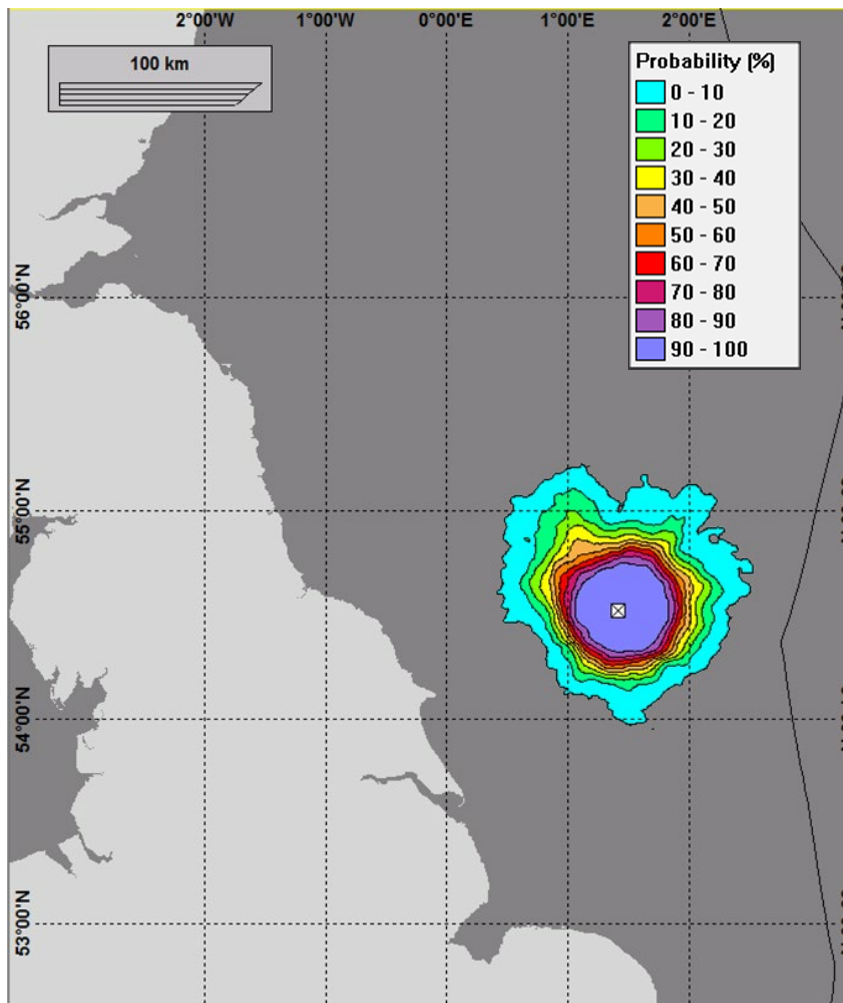 2°00'W 1°00'W 0°00'E 1°00'E 2°00'E
100 km
Probability (%)
0 - 10
10 - 20
20 - 30
30 - 40
40 - 50
50 - 60
60 - 70
70 - 80
80 - 90
90 - 100
56°00'N
55°00'N
54°00'N
53°00'N